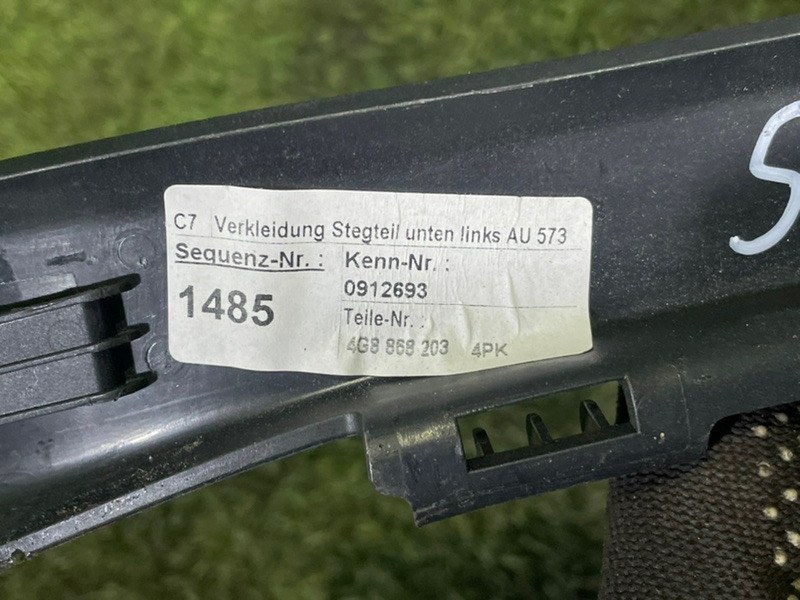 C7 Verkleidung Stegteil unten links AU 573
Sequenz-Nr. :
1485
Kenn-Nr. :
0912693
Teile-Nr. :
4G8 868 203 4PK